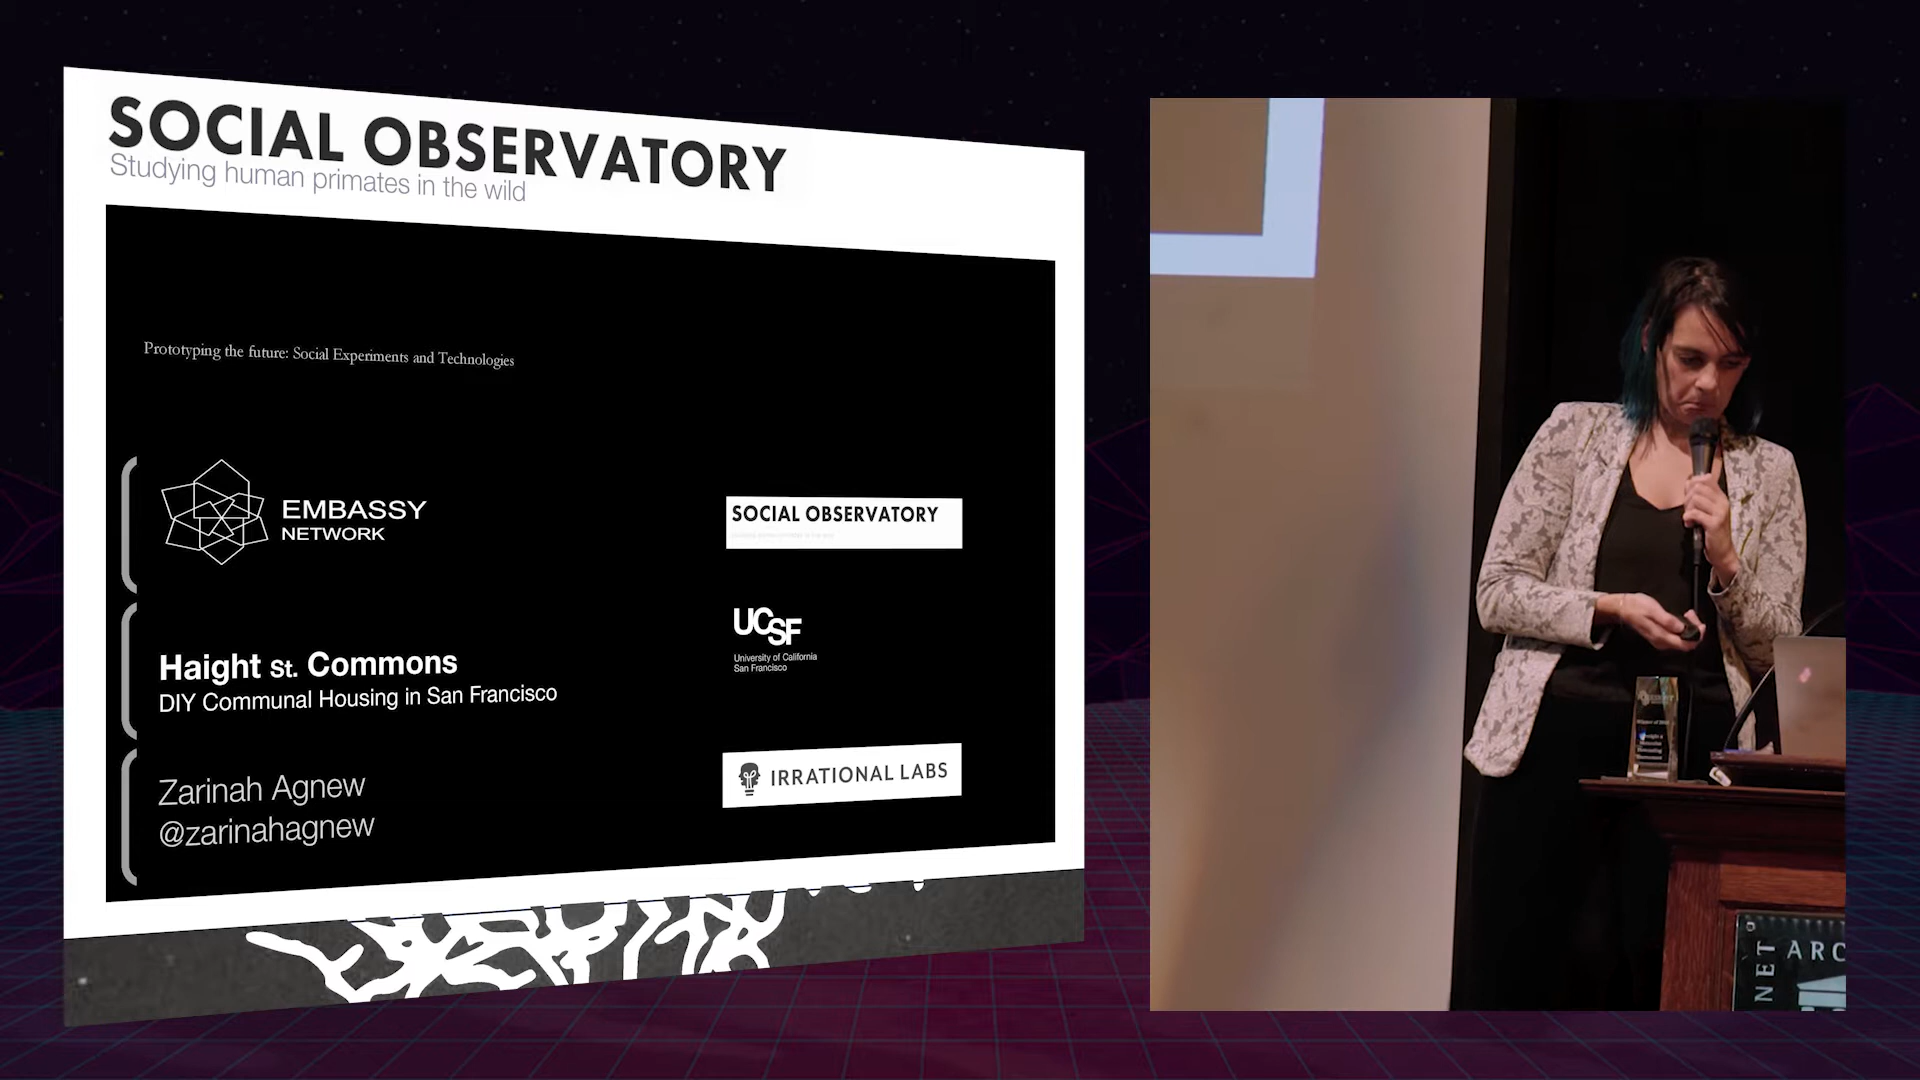 SOCIAL OBSERVATORY
Studying human primates in the wild
Prototyping the future: Social Experiments and Technologies
EMBASSY
NETWORK
Haight St. Commons
DIY Communal Housing in San Francisco
Zarinah Agnew
@zarinahagnew
SOCIAL OBSERVATORY
UCSF
University of California
San Francisco
IRRATIONAL LABS
NET
ARC